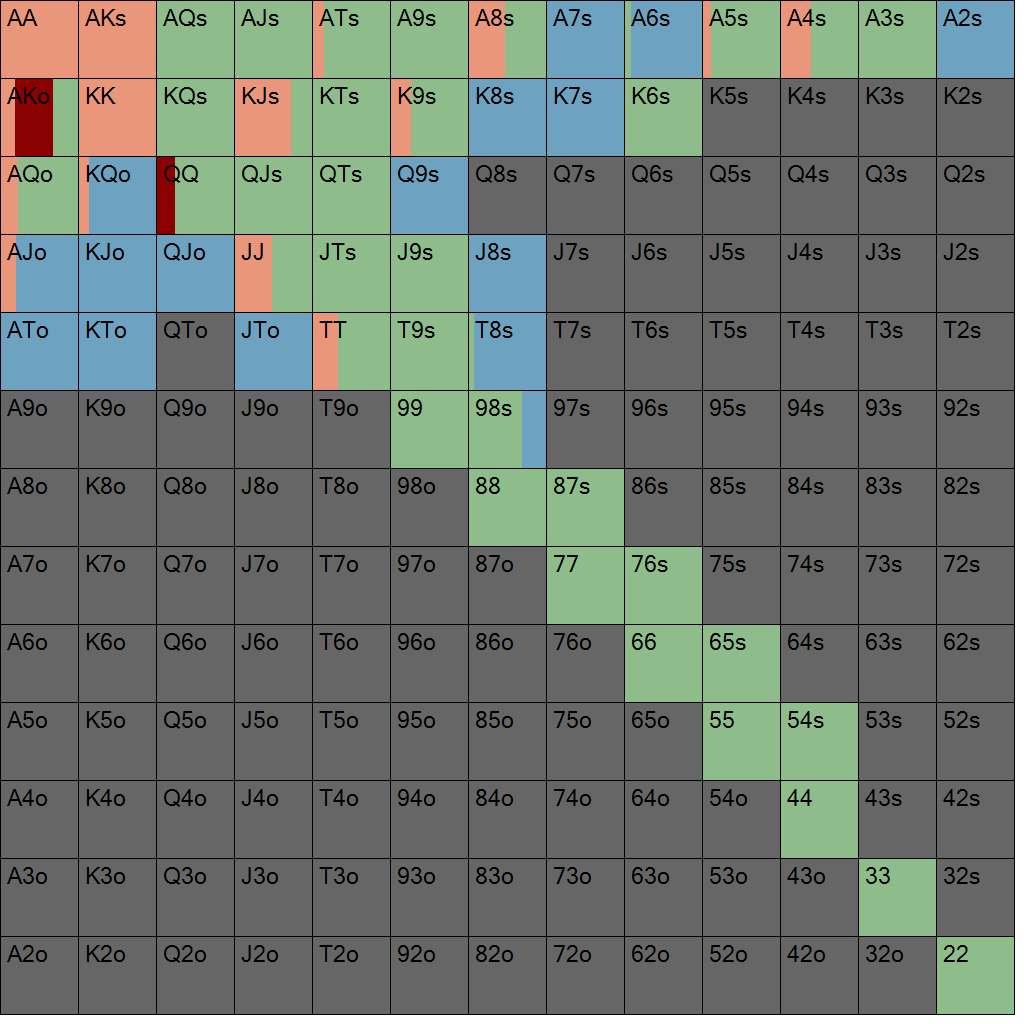 AA AKs AQs AJs ATs A9s A8s A7s A6s A5s A4s A3s A2s
AKo KK KQs KJs KTs K9s K8s K7s K6s K5s K4s K3s K2s
AQo KQo QQ QJs QTs Q9s Q8s Q7s Q6s Q5s Q4s Q3s Q2s
AJo KJo QJo JJ JTs J9s J8s J7s J6s J5s J4s J3s J2s
ATo KTo QTo JTo TT T9s T8s T7s T6s T5s T4s T3s T2s
A9o K9o Q9o J9o T9o 99 98s 97s 96s 95s 94s 93s 92s
A8o K8o Q8o J8o T8o 98o 88 87s 86s 85s 84s 83s 82s
A7o K7o Q7o J7o T7o 97o 87o 77 76s 75s 74s 73s 72s
A6o K6o Q6o J6o T6o 96o 86o 76o 66 65s 64s 63s 62s
A5o K5o Q5o J5o T5o 95o 85o 75o 65o 55 54s 53s 52s
A4o K4o Q4o J4o T4o 94o 84o 74o 64o 54o 44 43s 42s
A3o K3o Q3o J3o T3o 93o 83o 73o 63o 53o 43o 33 32s
A2o K2o Q2o J2o T2o 92o 82o 72o 62o 52o 42o 32o 22